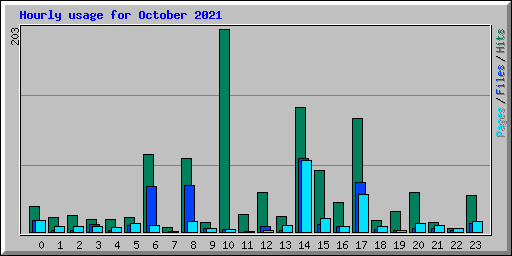 Hourly usage for October 2021
203
Pages/Files/Hits
0 1 2 3 4 5 6 7 8 9 10 11 12 13 14 15 16 17 18 19 20 21 22 23